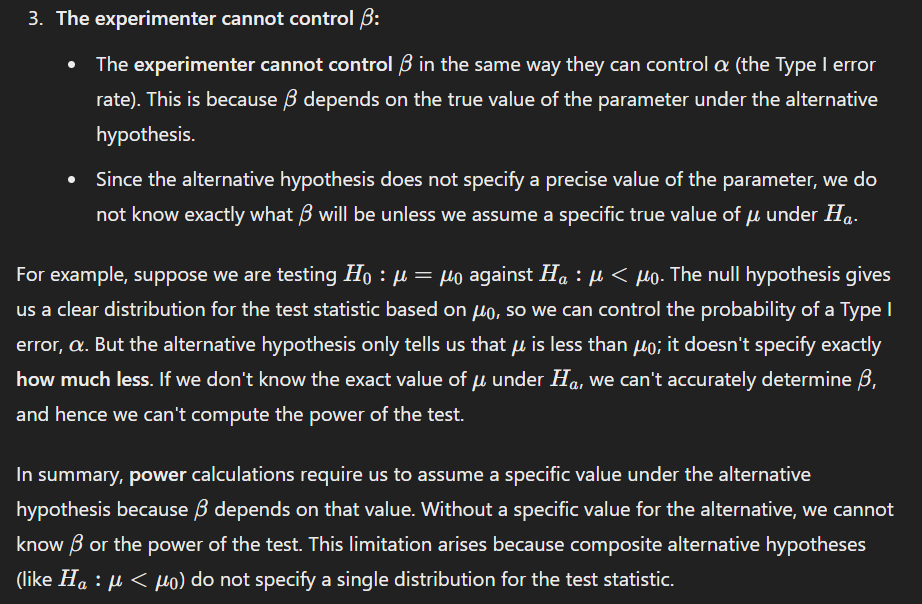 3. The experimenter cannot control β:
• The experimenter cannot control β in the same way they can control α (the Type I error
rate). This is because β depends on the true value of the parameter under the alternative
hypothesis.
• Since the alternative hypothesis does not specify a precise value of the parameter, we do
not know exactly what β will be unless we assume a specific true value of μ under Hₐ.
For example, suppose we are testing H₀ : μ = μ₀ against Hₐ : μ < μ₀. The null hypothesis gives
us a clear distribution for the test statistic based on μ₀, so we can control the probability of a Type I
error, α. But the alternative hypothesis only tells us that μ is less than μ₀; it doesn't specify exactly
how much less. If we don't know the exact value of μ under Hₐ, we can't accurately determine β,
and hence we can't compute the power of the test.
In summary, power calculations require us to assume a specific value under the alternative
hypothesis because β depends on that value. Without a specific value for the alternative, we cannot
know β or the power of the test. This limitation arises because composite alternative hypotheses
(like Hₐ : μ < μ₀) do not specify a single distribution for the test statistic.